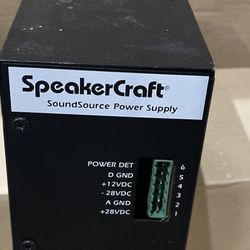 SpeakerCraft®
SoundSource Power Supply
POWER DET 6
D GND 5
+12VDC 4
- 28VDC 3
A GND 2
+28VDC 1